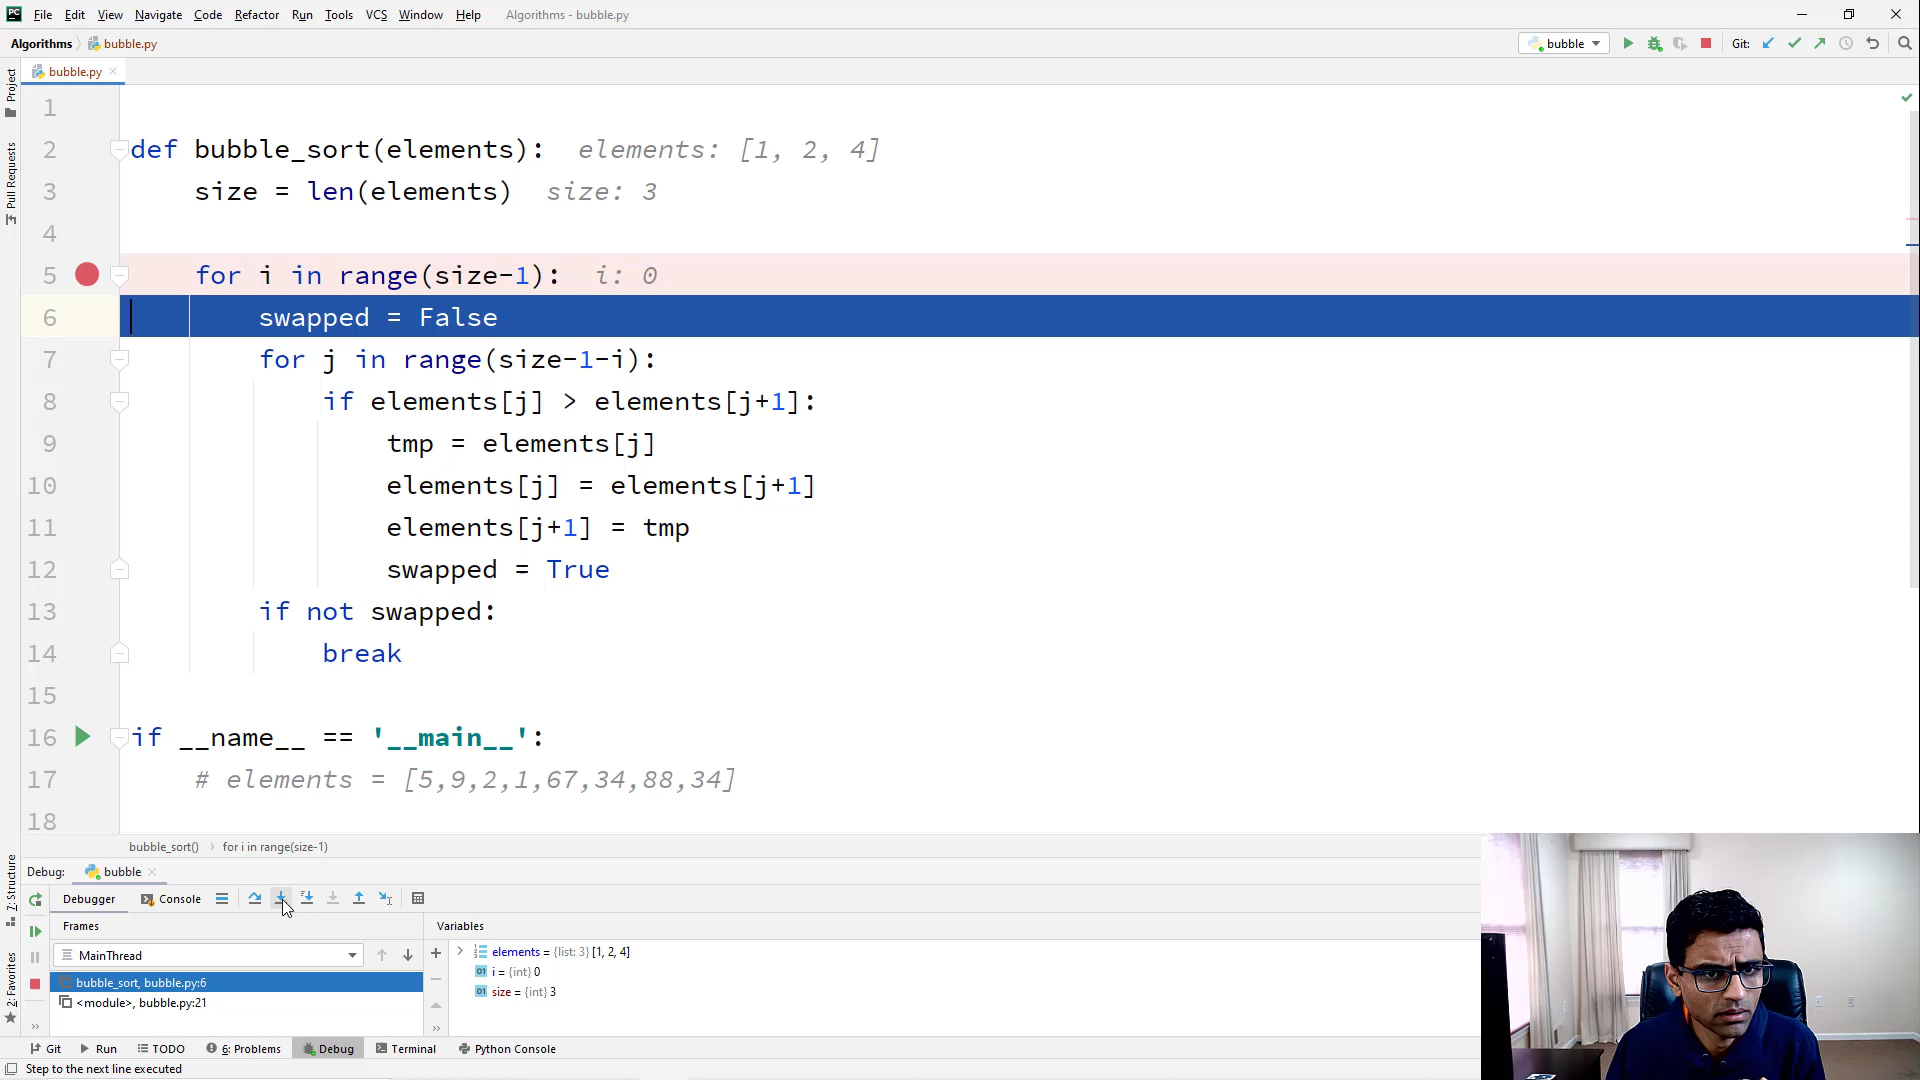 PC File Edit View Navigate Code Refactor Run Tools VCS Window Help Algorithms - bubble.py
Algorithms bubble.py bubble Git:
bubble.py
Project
Pull Requests
7: Structure
2: Favorites
1
2 def bubble_sort(elements): elements: [1, 2, 4]
3 size = len(elements) size: 3
4
5 for i in range(size-1): i: 0
6 swapped = False
7 for j in range(size-1-i):
8 if elements[j] > elements[j+1]:
9 tmp = elements[j]
10 elements[j] = elements[j+1]
11 elements[j+1] = tmp
12 swapped = True
13 if not swapped:
14 break
15
16 if __name__ == '__main__':
17 # elements = [5,9,2,1,67,34,88,34]
18
bubble_sort() for i in range(size-1)
Debug: bubble
Debugger Console
Frames Variables
MainThread
bubble_sort, bubble.py:6
<module>, bubble.py:21
elements = {list: 3} [1, 2, 4]
i = {int} 0
size = {int} 3
Git Run TODO 6: Problems Debug Terminal Python Console
Step to the next line executed